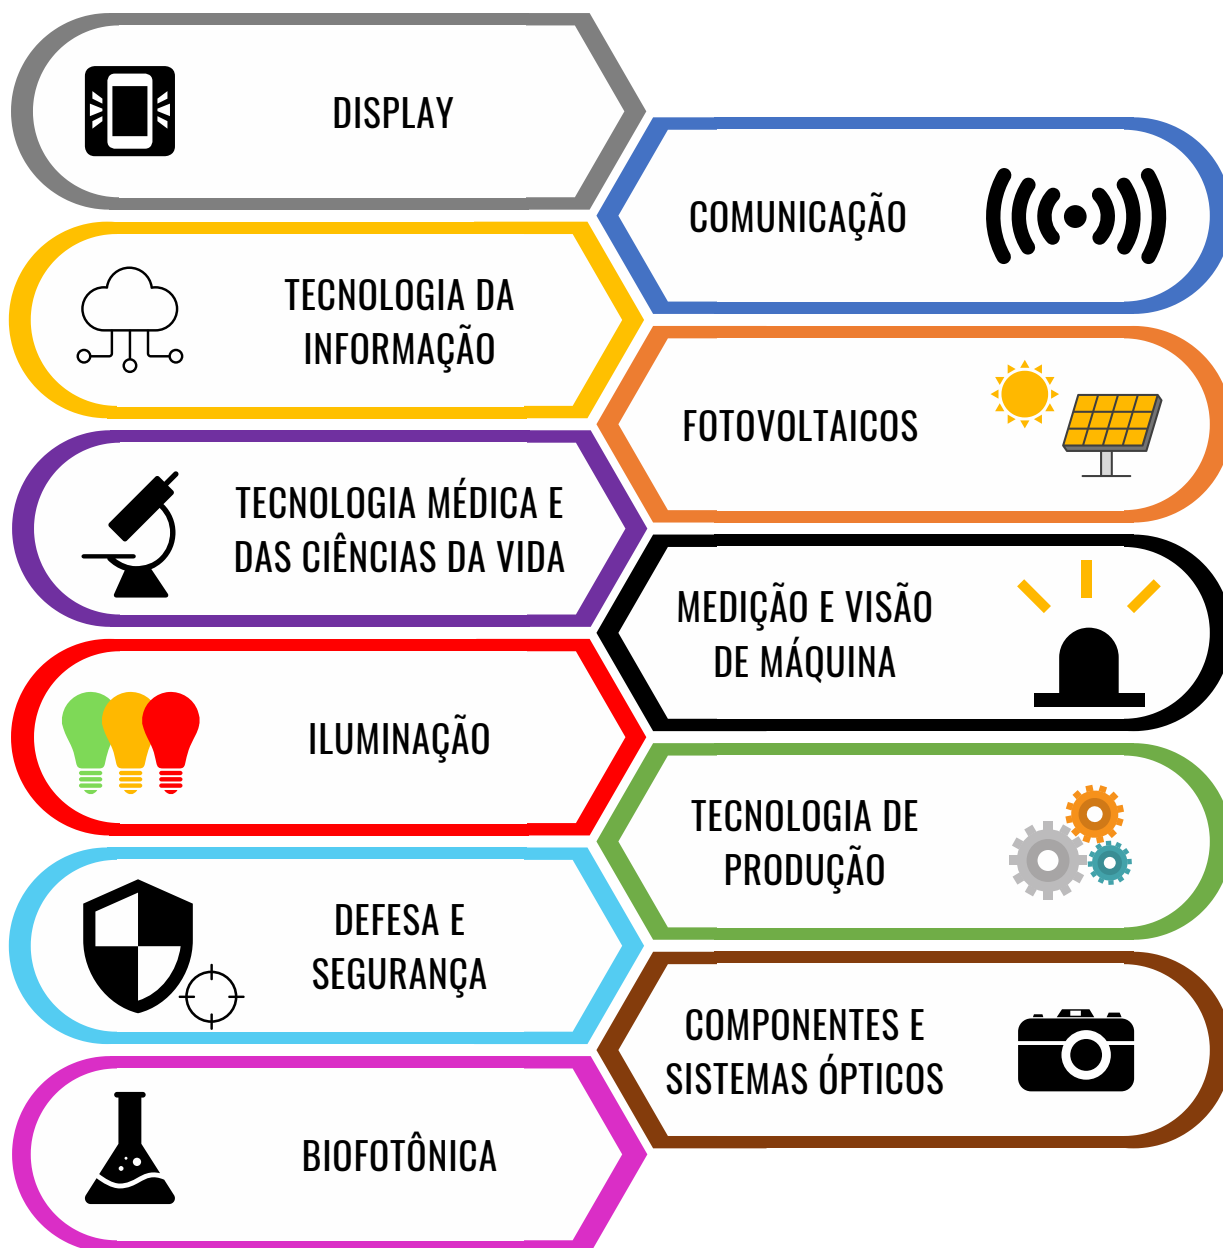 DISPLAY
COMUNICAÇÃO
TECNOLOGIA DA
INFORMAÇÃO
FOTOVOLTAICOS
TECNOLOGIA MÉDICA E
DAS CIÊNCIAS DA VIDA
MEDIÇÃO E VISÃO
DE MÁQUINA
ILUMINAÇÃO
TECNOLOGIA DE
PRODUÇÃO
DEFESA E
SEGURANÇA
COMPONENTES E
SISTEMAS ÓPTICOS
BIOFOTÔNICA